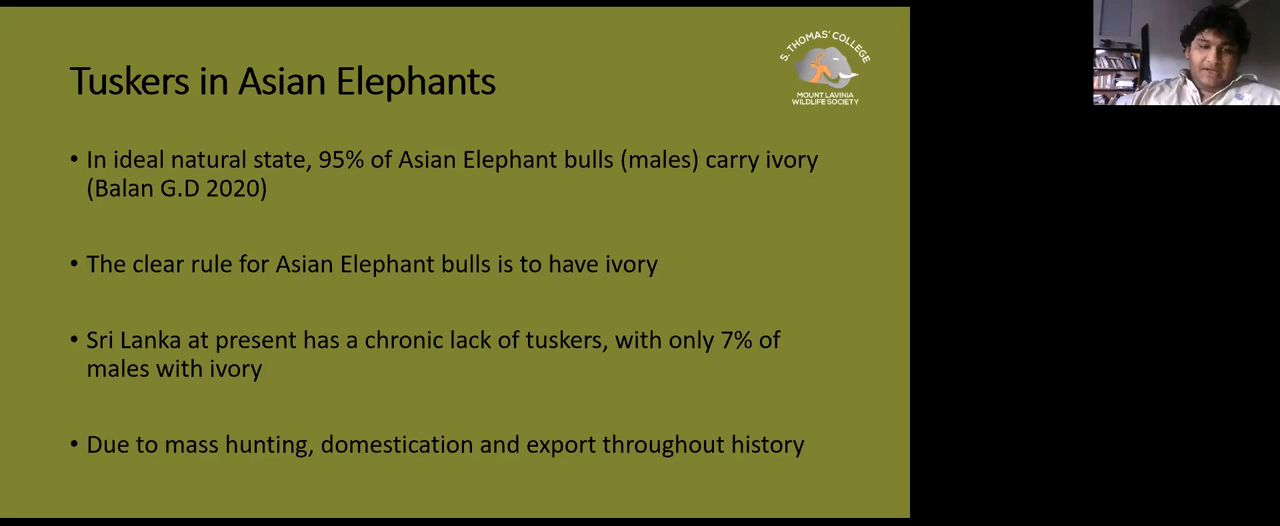 S. THOMAS' COLLEGE
MOUNT LAVINIA
WILDLIFE SOCIETY
Tuskers in Asian Elephants
• In ideal natural state, 95% of Asian Elephant bulls (males) carry ivory
(Balan G.D 2020)
• The clear rule for Asian Elephant bulls is to have ivory
• Sri Lanka at present has a chronic lack of tuskers, with only 7% of
males with ivory
• Due to mass hunting, domestication and export throughout history